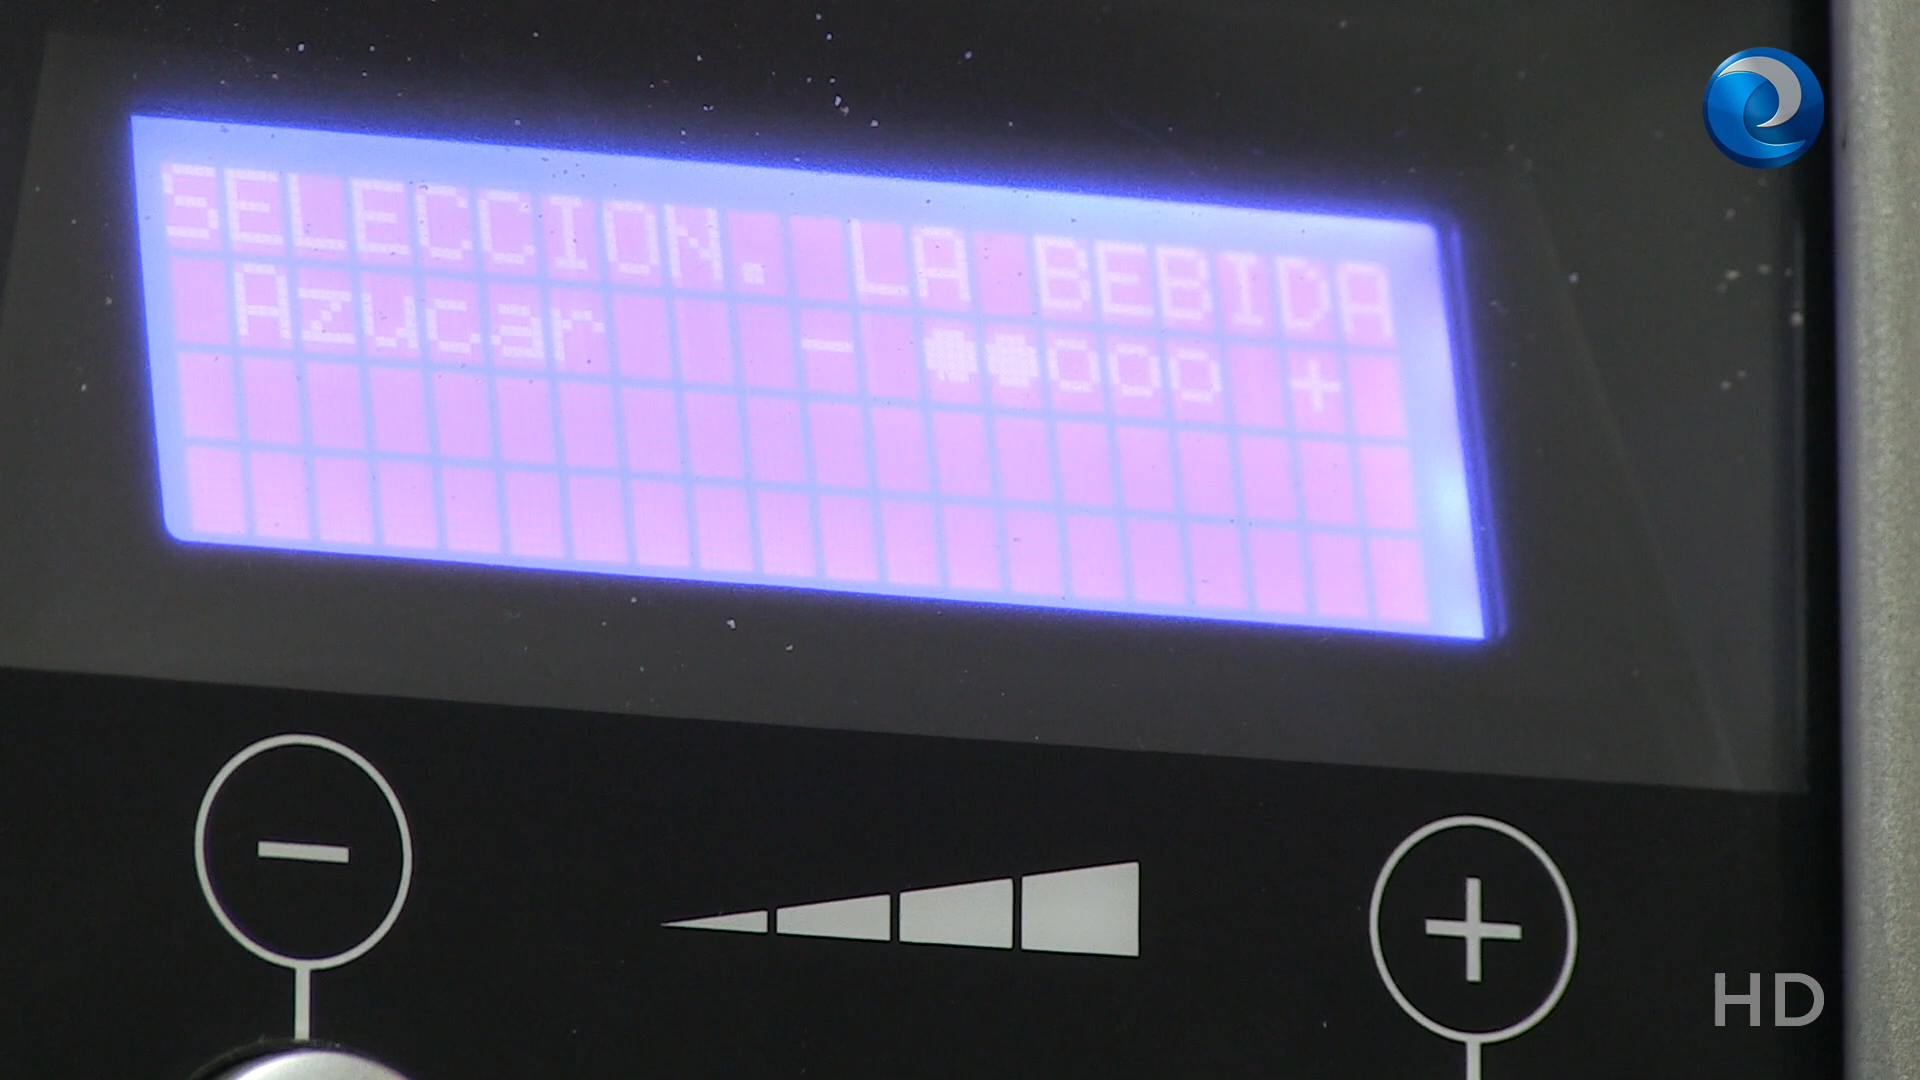 SELECCION. LA BEBIDA
Azucar - ●●ooo +
-
+
HD